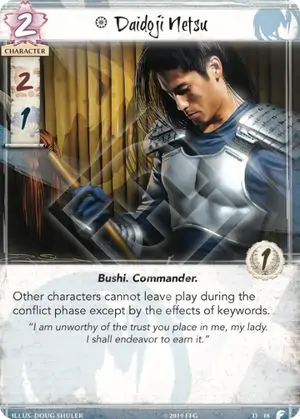 2
Daidoji Netsu
CHARACTER
2
1
Bushi. Commander.
1
Other characters cannot leave play during the
conflict phase except by the effects of keywords.
"I am unworthy of the trust you place in me, my lady.
I shall endeavor to earn it."
ILLUS-DOUG SHULER
©2019 FFG
D 18